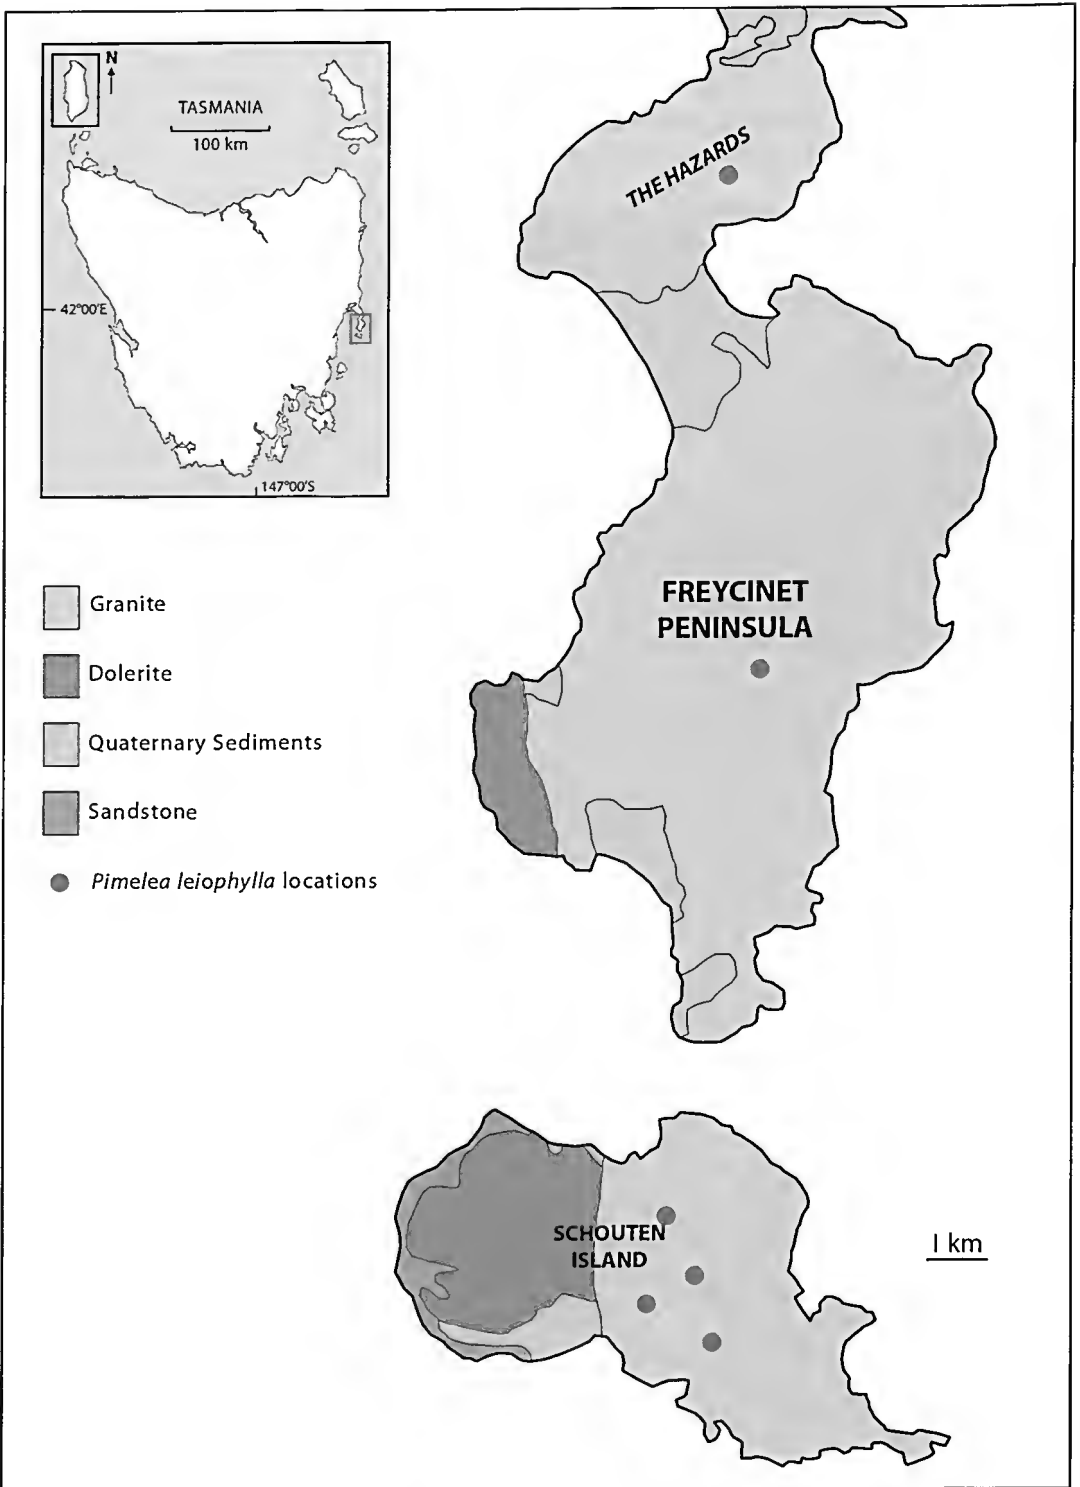 N
TASMANIA
100 km
42°00'E
147°00'S
THE HAZARDS
FREYCINET
PENINSULA
Granite
Dolerite
Quaternary Sediments
Sandstone
Pimelea leiophylla locations
SCHOUTEN
ISLAND
1 km